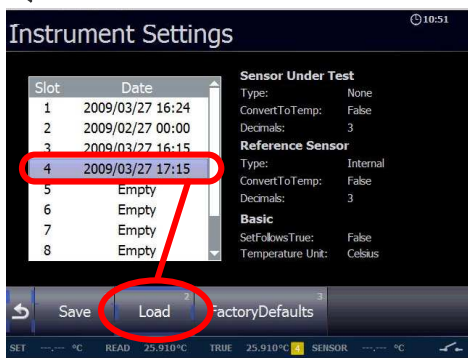 10:51
Instrument Settings
Slot Date
1 2009/03/27 16:24
2 2009/02/27 00:00
3 2009/03/27 16:15
4 2009/03/27 17:15
5 Empty
6 Empty
7 Empty
8 Empty
Sensor Under Test
Type: None
ConvertToTemp: False
Decimals: 3
Reference Sensor
Type: Internal
ConvertToTemp: False
Decimals: 3
Basic
SetFollowsTrue: False
Temperature Unit: Celsius
Save
2
Load
3
FactoryDefaults
SET ---,--- °C READ 25.910°C TRUE 25.910°C 4 SENSOR ---,--- °C